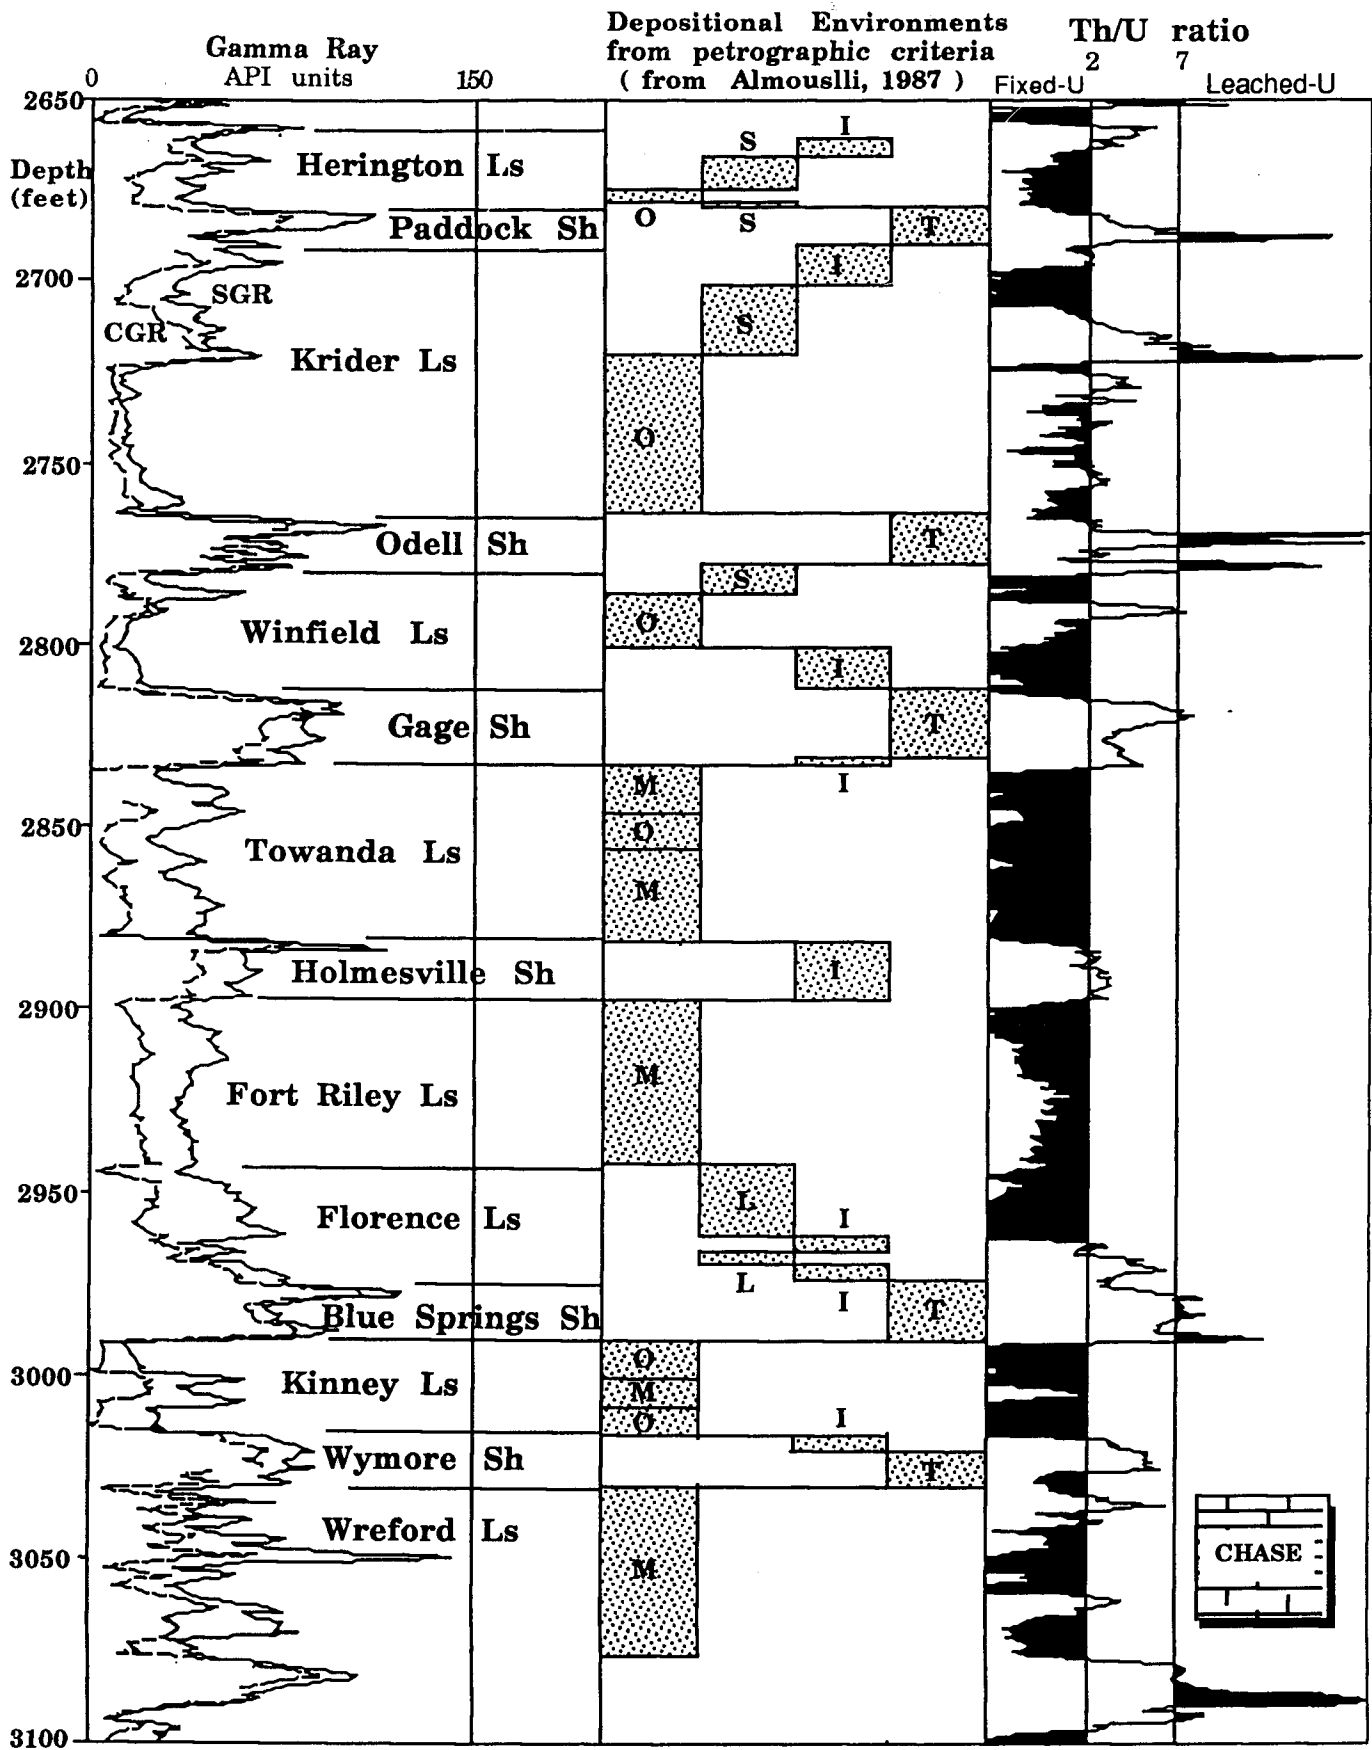 Depositional Environments
from petrographic criteria
( from Almouslli, 1987 )
Gamma Ray
API units
0
150
Th/U ratio
2
7
Fixed-U
Leached-U
Depth
(feet)
2650
2700
2750
2800
2850
2900
2950
3000
3050
3100
SGR
CGR
Herington Ls
Paddock Sh
Krider Ls
Odell Sh
Winfield Ls
Gage Sh
Towanda Ls
Holmesville Sh
Fort Riley Ls
Florence Ls
Blue Springs Sh
Kinney Ls
Wymore Sh
Wreford Ls
I
S
O
S
T
I
S
O
T
S
O
I
T
I
M
O
M
I
M
L
I
L
I
T
O
M
O
I
T
M
CHASE